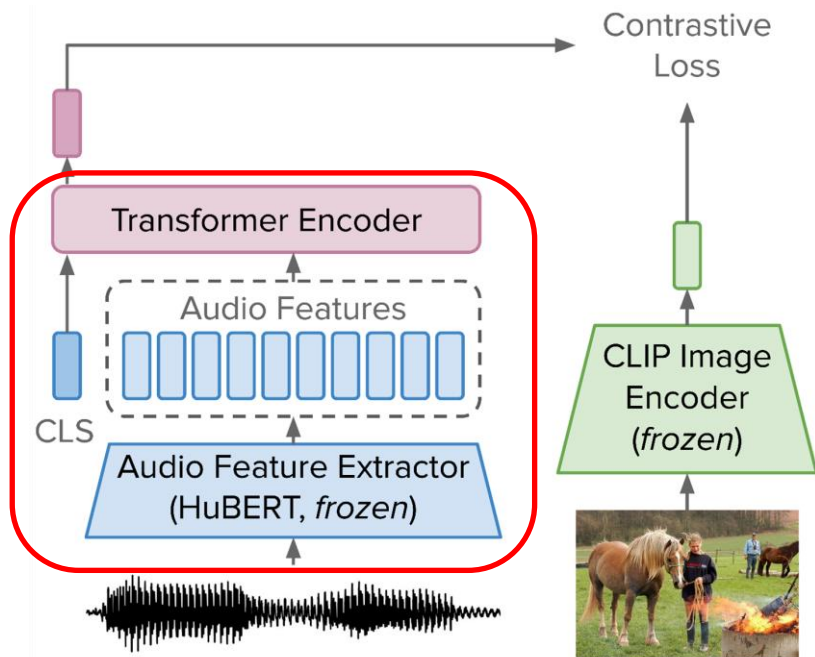 Contrastive
Loss
Transformer Encoder
Audio Features
CLS
Audio Feature Extractor
(HuBERT, frozen)
CLIP Image
Encoder
(frozen)